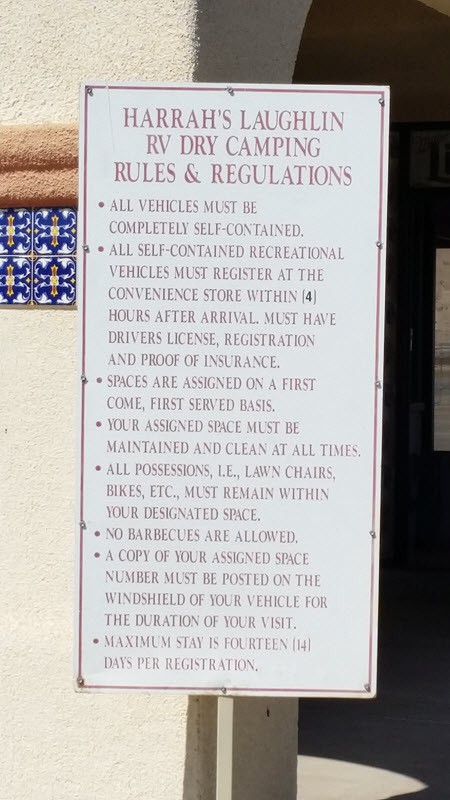 HARRAH'S LAUGHLIN
RV DRY CAMPING
RULES & REGULATIONS
• ALL VEHICLES MUST BE
COMPLETELY SELF-CONTAINED.
• ALL SELF-CONTAINED RECREATIONAL
VEHICLES MUST REGISTER AT THE
CONVENIENCE STORE WITHIN (4)
HOURS AFTER ARRIVAL. MUST HAVE
DRIVERS LICENSE, REGISTRATION
AND PROOF OF INSURANCE.
• SPACES ARE ASSIGNED ON A FIRST
COME, FIRST SERVED BASIS.
• YOUR ASSIGNED SPACE MUST BE
MAINTAINED AND CLEAN AT ALL TIMES.
• ALL POSSESSIONS, I.E., LAWN CHAIRS,
BIKES, ETC., MUST REMAIN WITHIN
YOUR DESIGNATED SPACE.
• NO BARBECUES ARE ALLOWED.
• A COPY OF YOUR ASSIGNED SPACE
NUMBER MUST BE POSTED ON THE
WINDSHIELD OF YOUR VEHICLE FOR
THE DURATION OF YOUR VISIT.
• MAXIMUM STAY IS FOURTEEN (14)
DAYS PER REGISTRATION.